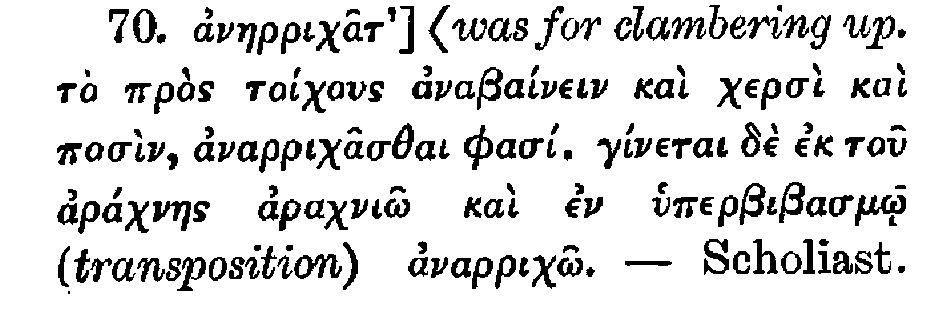 70. ἀνηρριχᾶτ’] (was for clambering up.
τὸ πρὸς τοίχους ἀναβαίνειν καὶ χερσὶ καὶ
ποσὶν, ἀναρριχᾶσθαι φασί. γίνεται δὲ ἐκ τοῦ
ἀράχνης ἀραχνιῶ καὶ ἐν ὑπερβιβασμῷ
(transposition) ἀναρριχῶ. — Scholiast.